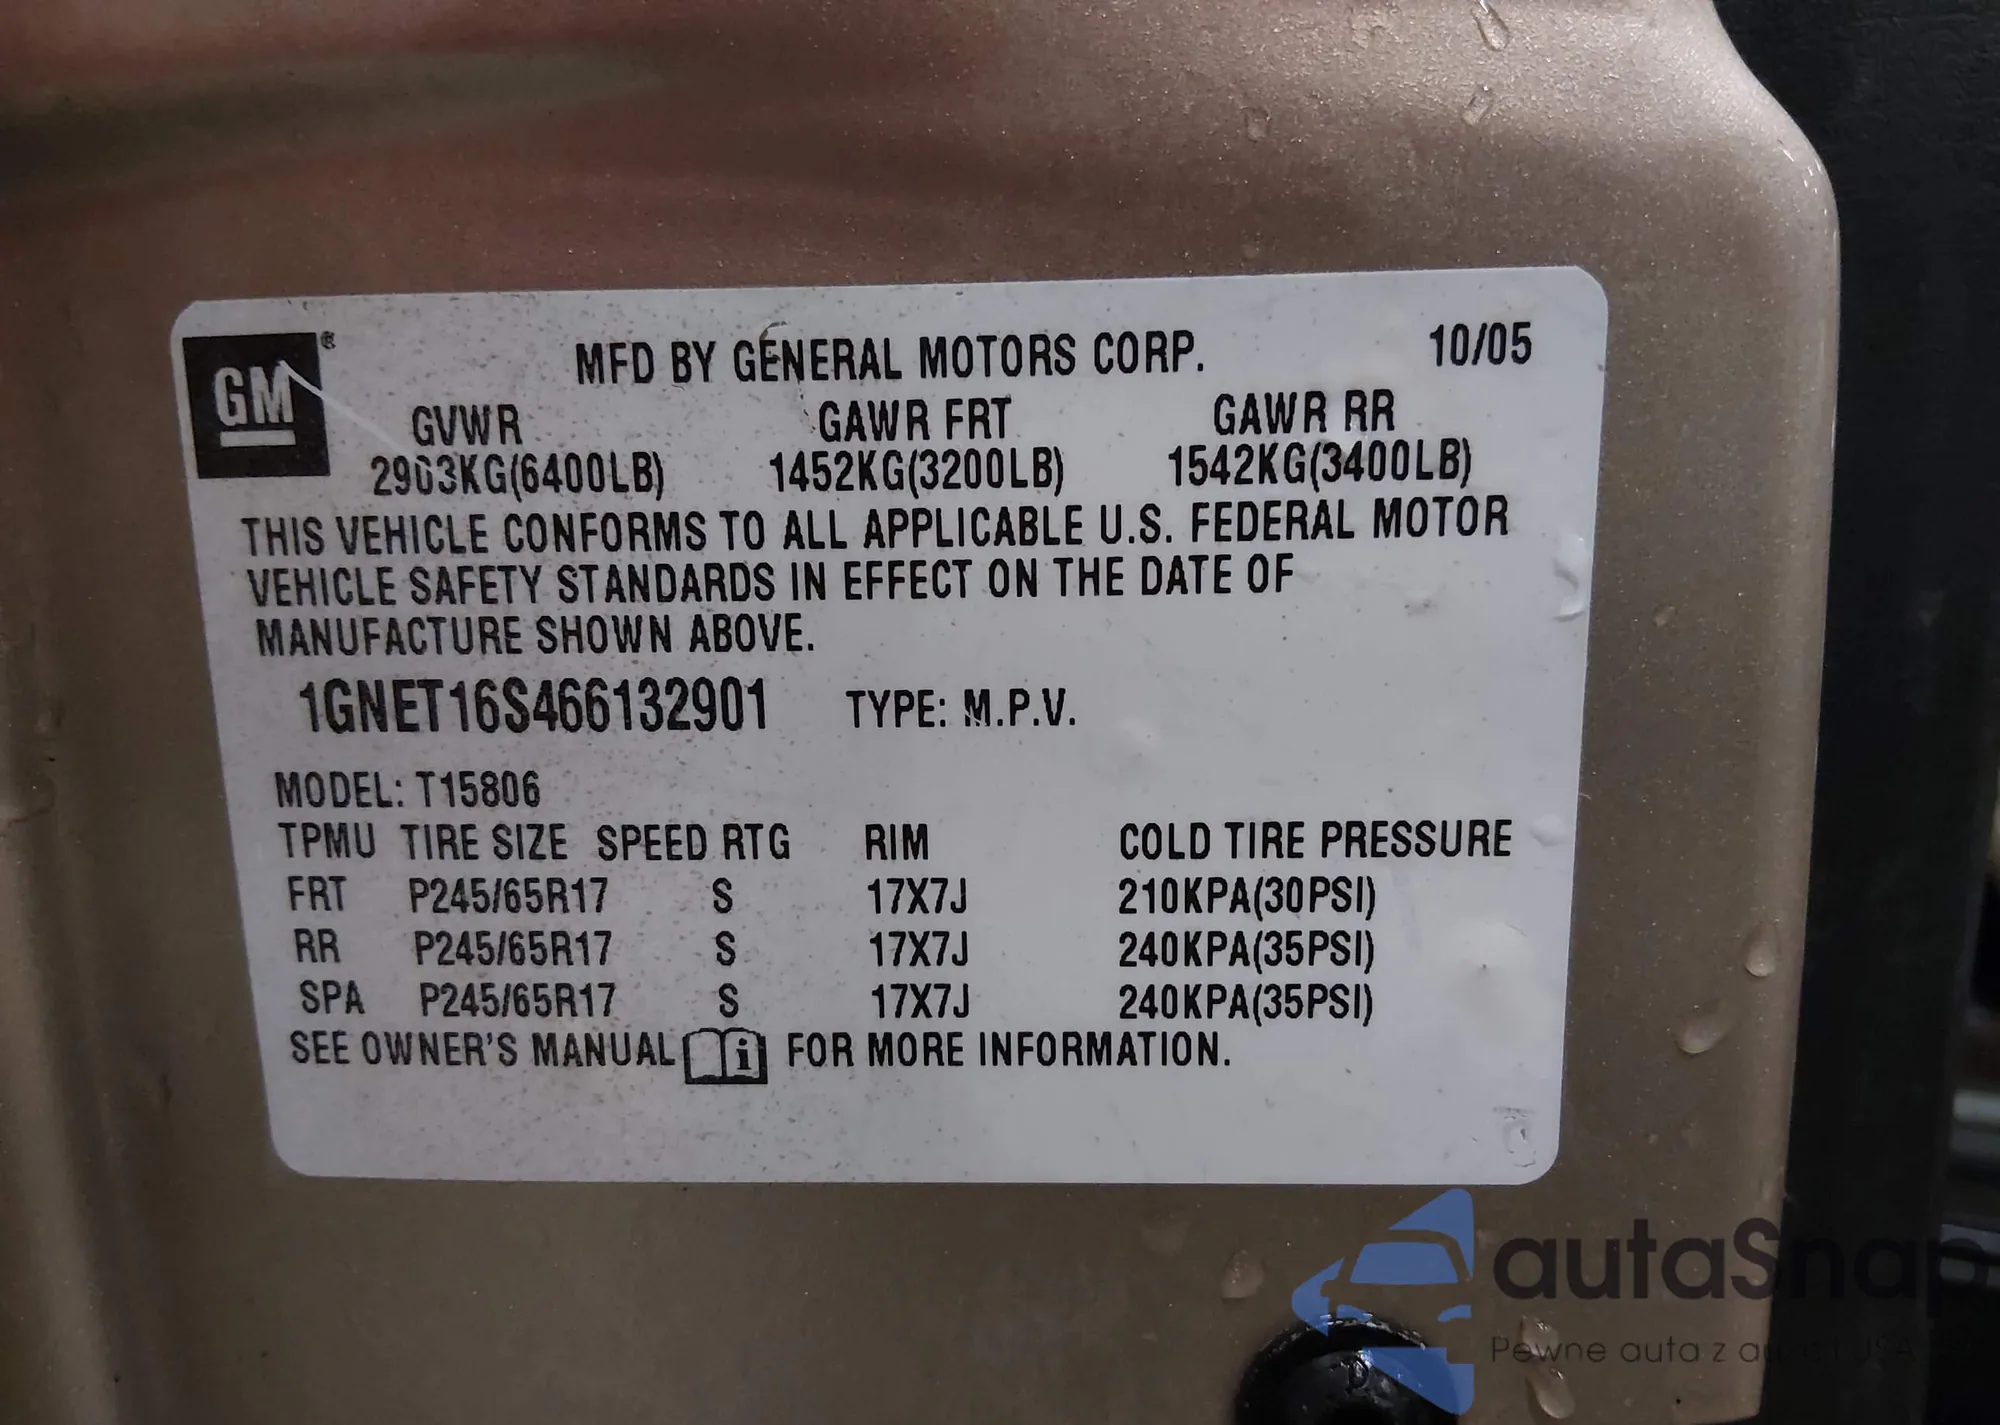 GM®
MFD BY GENERAL MOTORS CORP. 10/05
GVWR GAWR FRT GAWR RR
2903KG(6400LB) 1452KG(3200LB) 1542KG(3400LB)
THIS VEHICLE CONFORMS TO ALL APPLICABLE U.S. FEDERAL MOTOR
VEHICLE SAFETY STANDARDS IN EFFECT ON THE DATE OF
MANUFACTURE SHOWN ABOVE.
1GNET16S466132901 TYPE: M.P.V.
MODEL: T15806
TPMU TIRE SIZE SPEED RTG RIM COLD TIRE PRESSURE
FRT P245/65R17 S 17X7J 210KPA(30PSI)
RR P245/65R17 S 17X7J 240KPA(35PSI)
SPA P245/65R17 S 17X7J 240KPA(35PSI)
SEE OWNER'S MANUAL i FOR MORE INFORMATION.
autaSnap
Pewne auta z USA